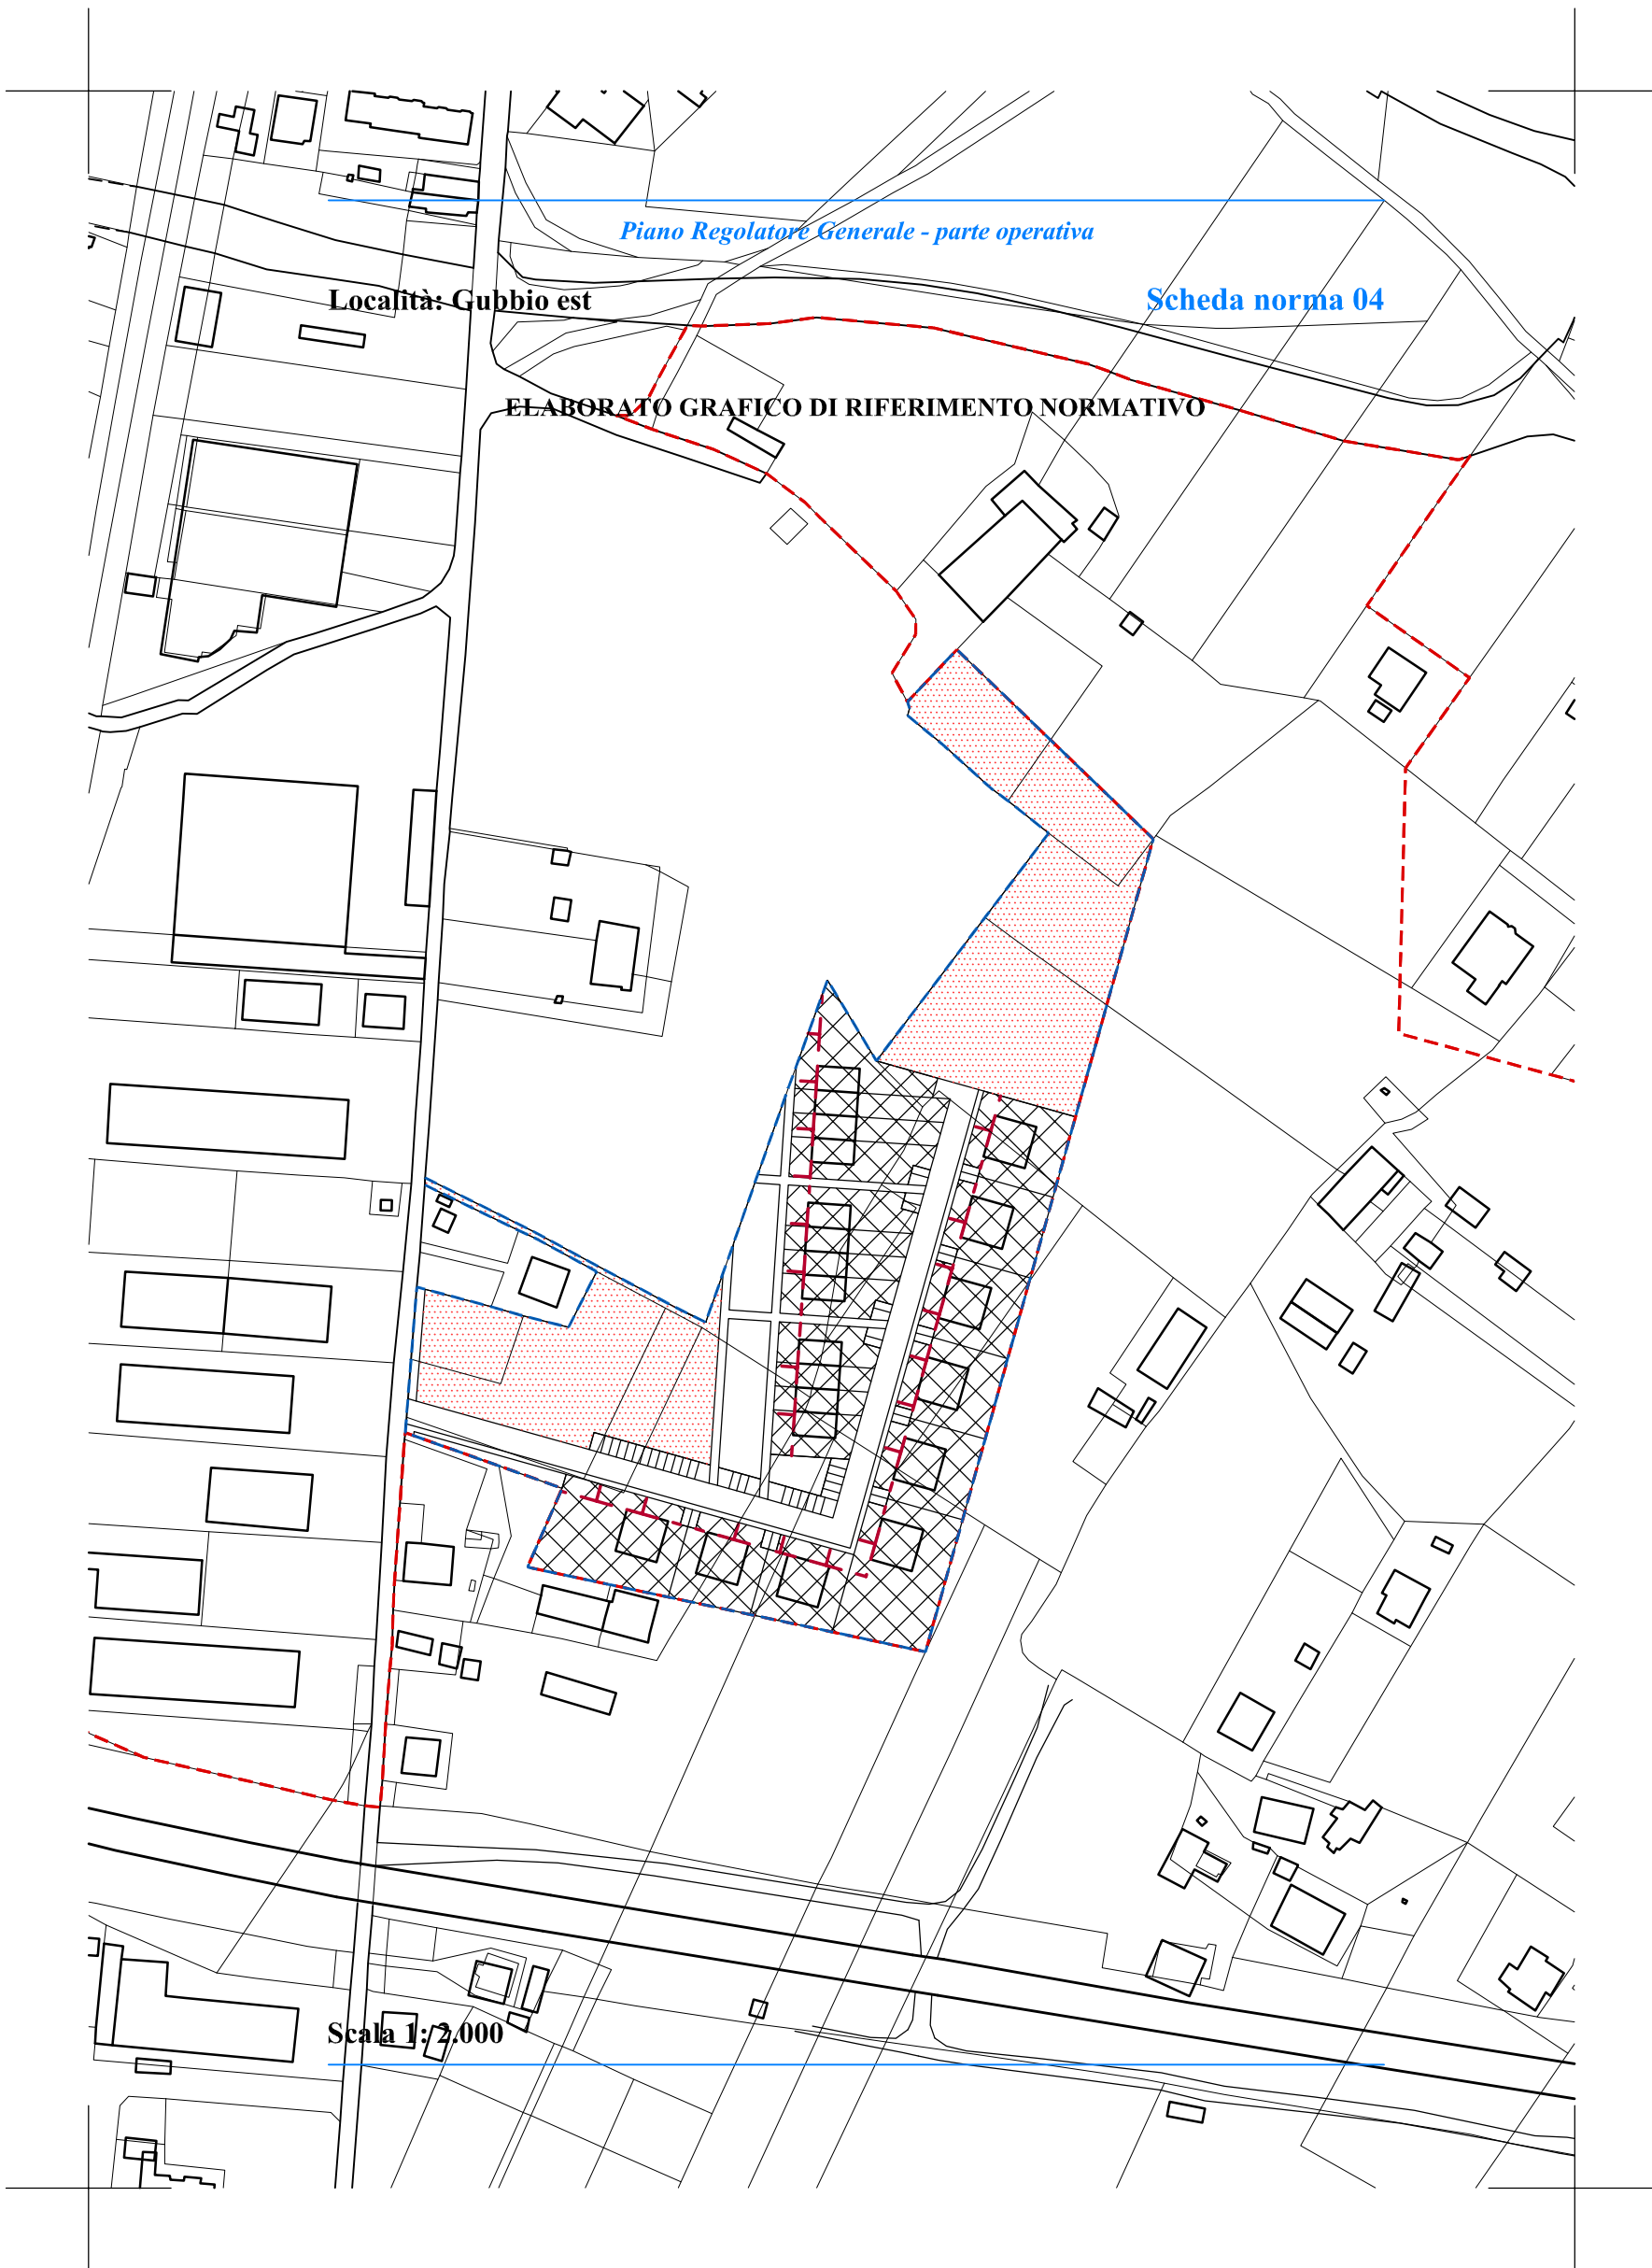 Piano Regolatore Generale - parte operativa
Località: Gubbio est
Scheda norma 04
ELABORATO GRAFICO DI RIFERIMENTO NORMATIVO
Scala 1: 2.000